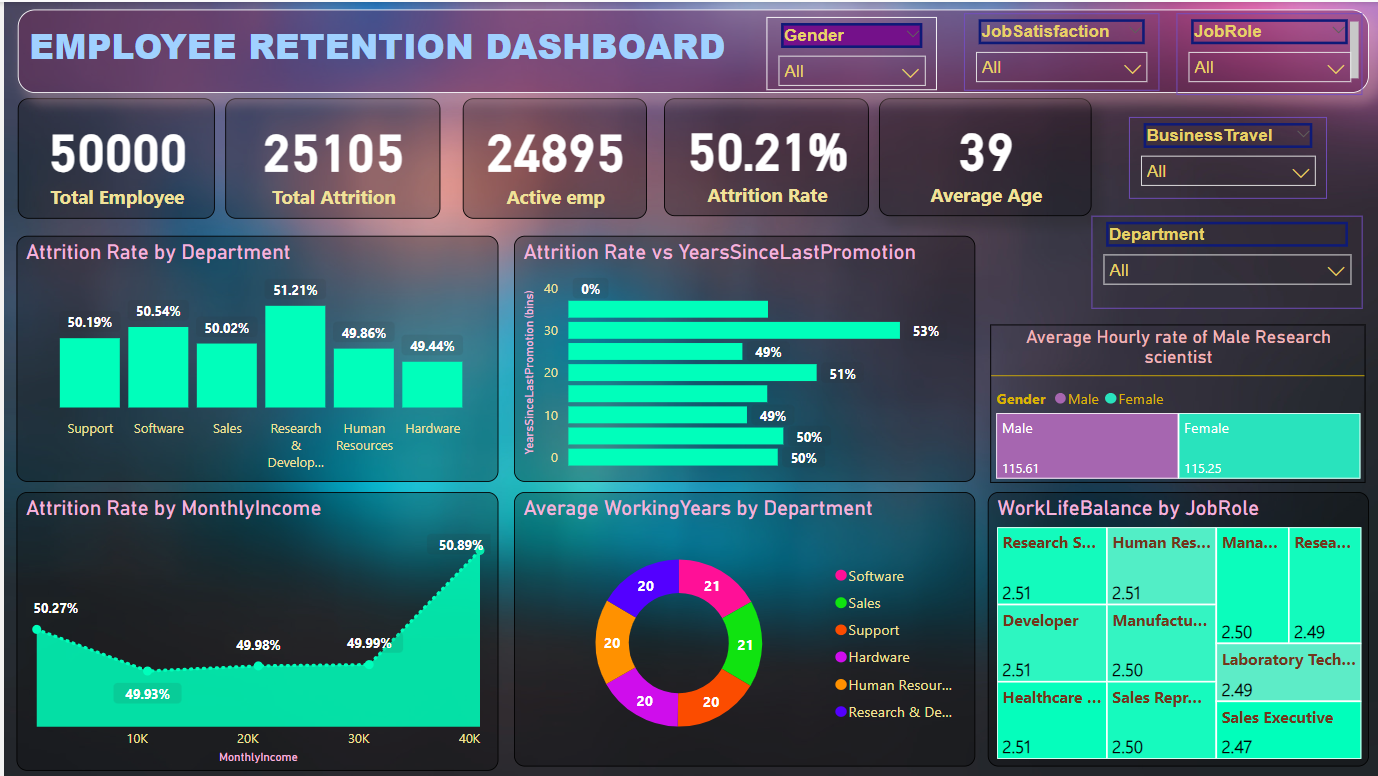 EMPLOYEE RETENTION DASHBOARD
Gender
All
JobSatisfaction
All
JobRole
All
50000
Total Employee
25105
Total Attrition
24895
Active emp
50.21%
Attrition Rate
39
Average Age
BusinessTravel
All
Department
All
Attrition Rate by Department
50.19%
50.54%
50.02%
51.21%
49.86%
49.44%
Support
Software
Sales
Research
&
Develop...
Human
Resources
Hardware
Attrition Rate vs YearsSinceLastPromotion
YearsSinceLastPromotion (bins)
40
0%
30
53%
49%
20
51%
10
49%
50%
0
50%
Average Hourly rate of Male Research
scientist
Gender
Male
Female
Male
115.61
Female
115.25
Attrition Rate by MonthlyIncome
50.27%
49.93%
49.98%
49.99%
50.89%
10K
20K
30K
40K
MonthlyIncome
Average WorkingYears by Department
20
21
20
21
20
20
Software
Sales
Support
Hardware
Human Resour...
Research & De...
WorkLifeBalance by JobRole
Research S...
2.51
Human Res...
2.51
Mana...
2.50
Resea...
2.49
Developer
2.51
Manufactu...
2.50
Laboratory Tech...
2.49
Healthcare ...
2.51
Sales Repr...
2.50
Sales Executive
2.47